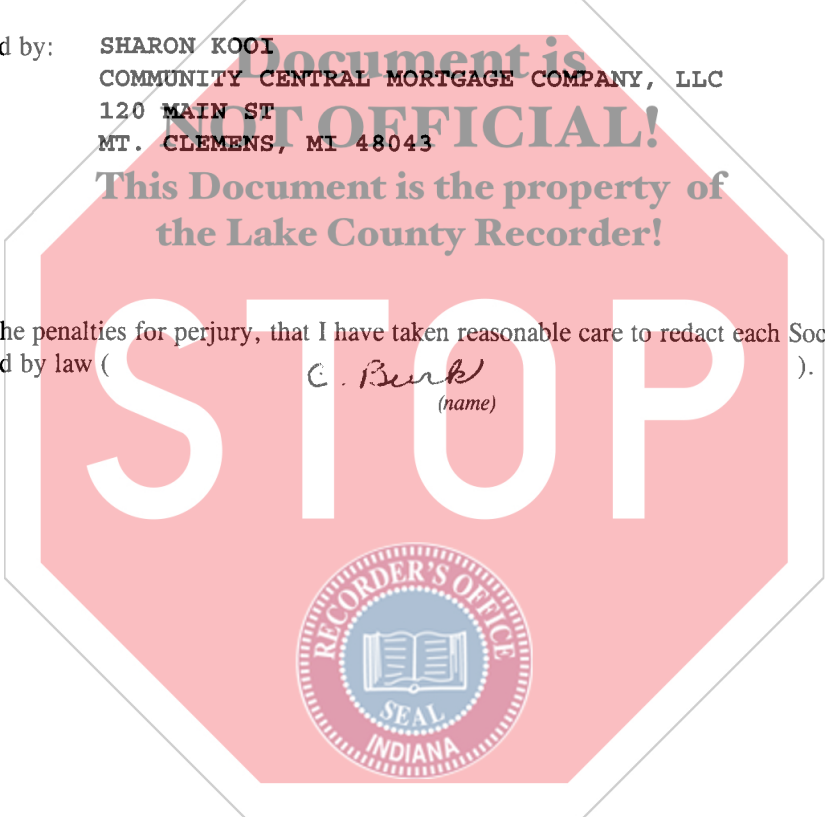 d by: SHARON KOOI
Document is
COMMUNITY CENTRAL MORTGAGE COMPANY, LLC
120 MAIN ST
NOT OFFICIAL!
MT. CLEMENS, MI 48043
This Document is the property of
the Lake County Recorder!
he penalties for perjury, that I have taken reasonable care to redact each Soc
d by law ( C. Burk ).
(name)
STOP
RECORDER'S OFFICE
SEAL
INDIANA